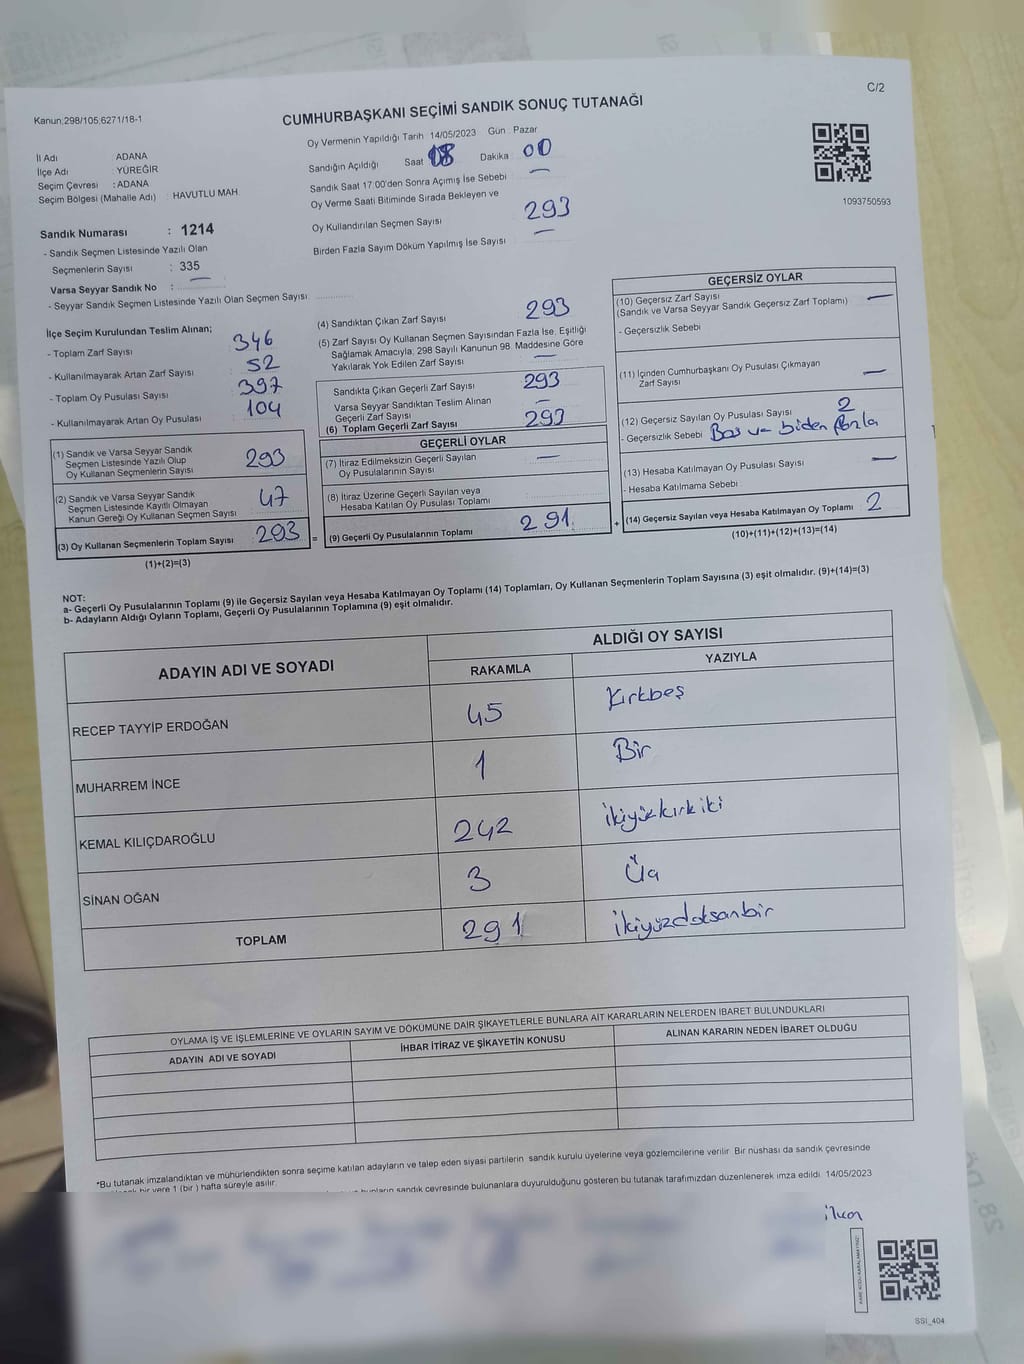 C/2
Kanun:298/105,6271/18-1
CUMHURBAŞKANI SEÇİMİ SANDIK SONUÇ TUTANAĞI
İl Adı ADANA
İlçe Adı : YÜREĞİR
Seçim Çevresi : ADANA
Seçim Bölgesi (Mahalle Adı) : HAVUTLU MAH.
Oy Vermenin Yapıldığı Tarih 14/05/2023 Gün Pazar
Sandığın Açıldığı Saat 18 Dakika 00
Sandık Saat 17:00'den Sonra Açılmış İse Sebebi —
Oy Verme Saati Bitiminde Sırada Bekleyen ve
Oy Kullandırılan Seçmen Sayısı 293
Birden Fazla Sayım Döküm Yapılmış İse Sayısı —
1093750593
Sandık Numarası : 1214
- Sandık Seçmen Listesinde Yazılı Olan
Seçmenlerin Sayısı : 335
Varsa Seyyar Sandık No : —
- Seyyar Sandık Seçmen Listesinde Yazılı Olan Seçmen Sayısı
İlçe Seçim Kurulundan Teslim Alınan;
- Toplam Zarf Sayısı 346
- Kullanılmayarak Artan Zarf Sayısı 52
- Toplam Oy Pusulası Sayısı 397
- Kullanılmayarak Artan Oy Pusulası 104
(1) Sandık ve Varsa Seyyar Sandık
Seçmen Listesinde Yazılı Olup
Oy Kullanan Seçmenlerin Sayısı 293
(2) Sandık ve Varsa Seyyar Sandık
Seçmen Listesinde Kayıtlı Olmayan
Kanun Gereği Oy Kullanan Seçmen Sayısı 47
(3) Oy Kullanan Seçmenlerin Toplam Sayısı 293 =
(1)+(2)=(3)
(4) Sandıktan Çıkan Zarf Sayısı 293
(5) Zarf Sayısı Oy Kullanan Seçmen Sayısından Fazla İse, Eşitliği
Sağlamak Amacıyla, 298 Sayılı Kanunun 98. Maddesine Göre
Yakılarak Yok Edilen Zarf Sayısı —
Sandıkta Çıkan Geçerli Zarf Sayısı 293
Varsa Seyyar Sandıktan Teslim Alınan
Geçerli Zarf Sayısı —
(6) Toplam Geçerli Zarf Sayısı 293
GEÇERLİ OYLAR
(7) İtiraz Edilmeksizin Geçerli Sayılan
Oy Pusulalarının Sayısı —
(8) İtiraz Üzerine Geçerli Sayılan veya
Hesaba Katılan Oy Pusulası Toplamı
(9) Geçerli Oy Pusulalarının Toplamı 291 +
GEÇERSİZ OYLAR
(10) Geçersiz Zarf Sayısı —
(Sandık ve Varsa Seyyar Sandık Geçersiz Zarf Toplamı)
- Geçersizlik Sebebi
(11) İçinden Cumhurbaşkanı Oy Pusulası Çıkmayan
Zarf Sayısı —
(12) Geçersiz Sayılan Oy Pusulası Sayısı 2
- Geçersizlik Sebebi Boş ve biden fazla
(13) Hesaba Katılmayan Oy Pusulası Sayısı —
- Hesaba Katılmama Sebebi
(14) Geçersiz Sayılan veya Hesaba Katılmayan Oy Toplamı 2
(10)+(11)+(12)+(13)=(14)
NOT:
a- Geçerli Oy Pusulalarının Toplamı (9) ile Geçersiz Sayılan veya Hesaba Katılmayan Oy Toplamı (14) Toplamları, Oy Kullanan Seçmenlerin Toplam Sayısına (3) eşit olmalıdır. (9)+(14)=(3)
b- Adayların Aldığı Oyların Toplamı, Geçerli Oy Pusulalarının Toplamına (9) eşit olmalıdır.
ADAYIN ADI VE SOYADI
ALDIĞI OY SAYISI
RAKAMLA YAZIYLA
RECEP TAYYİP ERDOĞAN 45 Kırkbeş
MUHARREM İNCE 1 Bir
KEMAL KILIÇDAROĞLU 242 ikiyüzkırkiki
SİNAN OĞAN 3 Üç
TOPLAM 291 ikiyüzdoksanbir
OYLAMA İŞ VE İŞLEMLERİNE VE OYLARIN SAYIM VE DÖKÜMÜNE DAİR ŞİKAYETLERLE BUNLARA AİT KARARLARIN NELERDEN İBARET BULUNDUKLARI
ADAYIN ADI VE SOYADI İHBAR İTİRAZ VE ŞİKAYETİN KONUSU ALINAN KARARIN NEDEN İBARET OLDUĞU
*Bu tutanak imzalandıktan ve mühürlendikten sonra seçime katılan adayların ve talep eden siyasi partilerin sandık kurulu üyelerine veya gözlemcilerine verilir. Bir nüshası da sandık çevresinde
bir yere 1 (bir) hafta süreyle asılır.
sandık çevresinde bulunanlara duyurulduğunu gösteren bu tutanak tarafımızdan düzenlenerek imza edildi. 14/05/2023
SSI_404